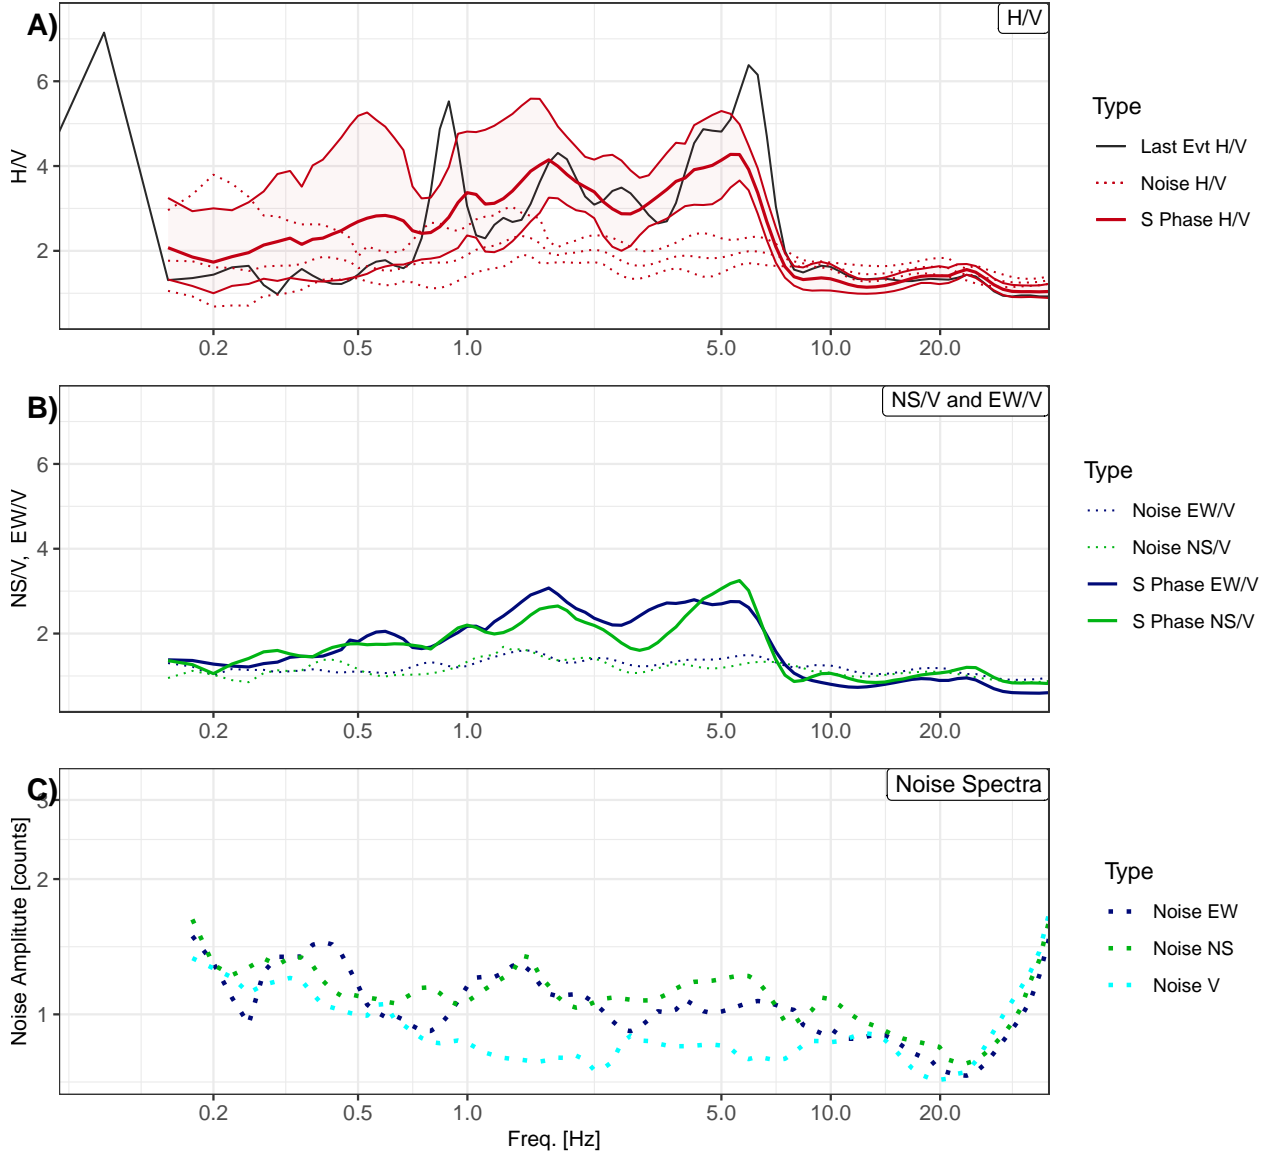 A)
H/V
H/V
6
4
2
0.2 0.5 1.0 5.0 10.0 20.0
Type
Last Evt H/V
Noise H/V
S Phase H/V
B)
NS/V and EW/V
NS/V, EW/V
6
4
2
0.2 0.5 1.0 5.0 10.0 20.0
Type
Noise EW/V
Noise NS/V
S Phase EW/V
S Phase NS/V
C)
Noise Spectra
Noise Amplitute [counts]
3
2
1
0.2 0.5 1.0 5.0 10.0 20.0
Freq. [Hz]
Type
Noise EW
Noise NS
Noise V